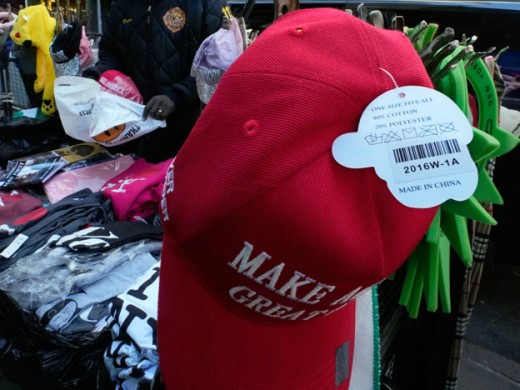 ONE SIZE FITS ALL
80% COTTON
20% POLYESTER
2016W-1A
MADE IN CHINA
MAKE A
GREAT